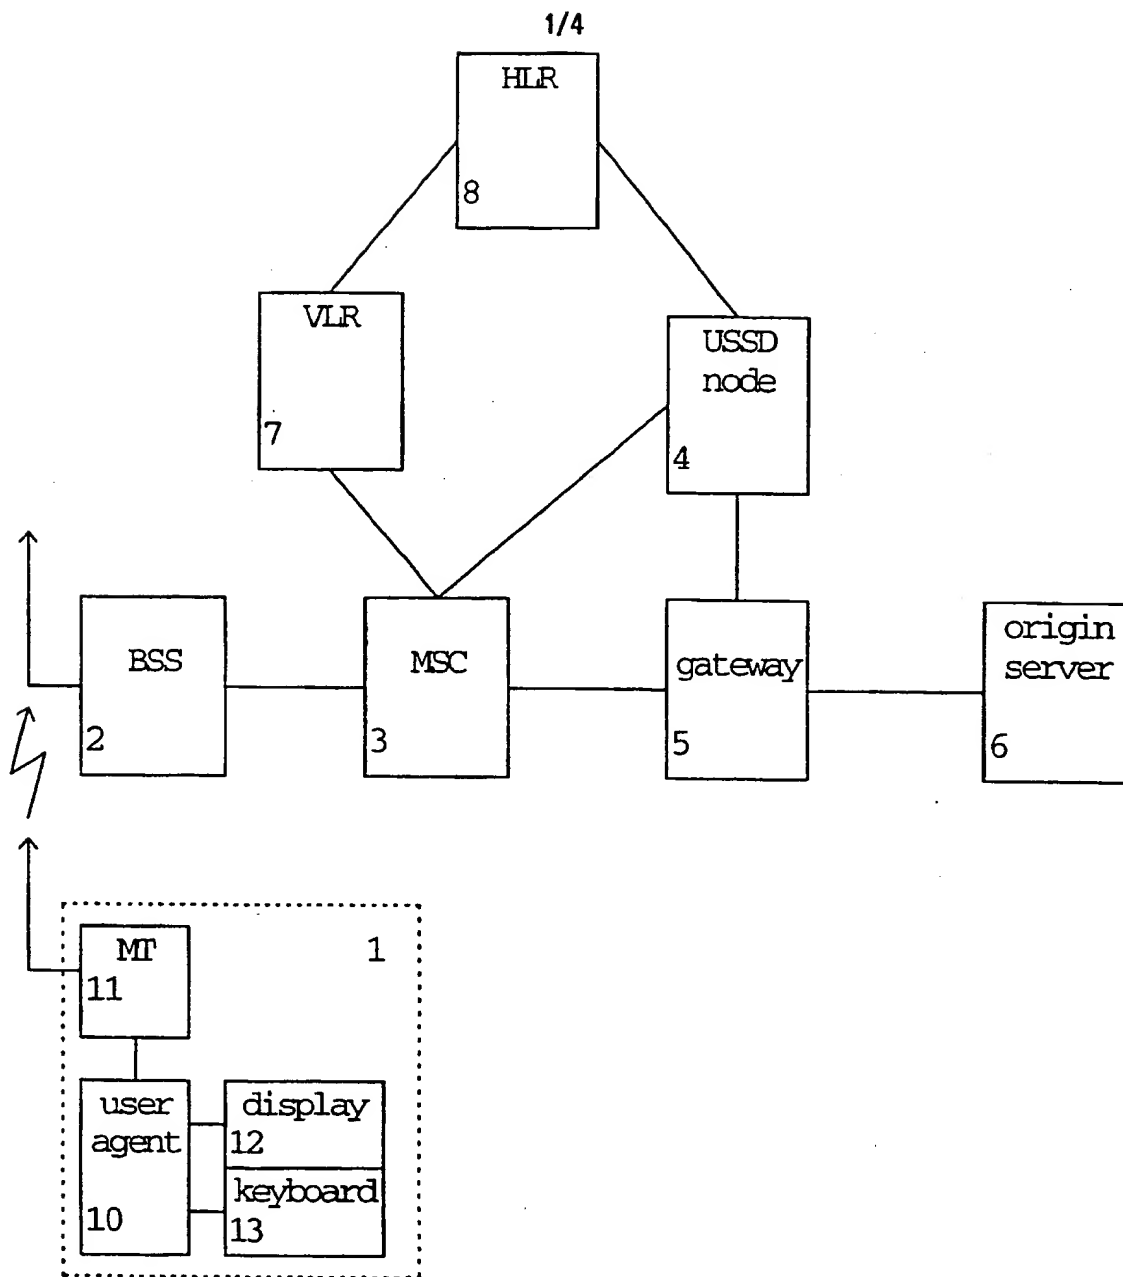 1/4
HLR
8
VLR
7
USSD
node
4
BSS
2
MSC
3
gateway
5
origin
server
6
MT
11
1
user
agent
10
display
12
keyboard
13